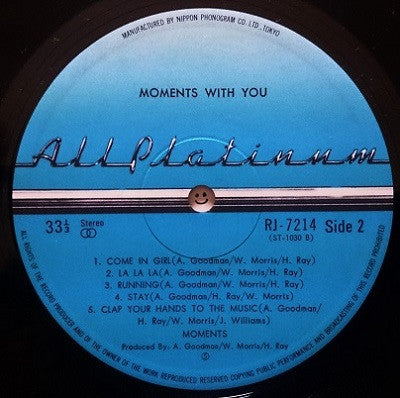 MANUFACTURED BY NIPPON PHONOGRAM CO. LTD., TOKYO
MOMENTS WITH YOU
All Platinum
33⅓ Stereo RJ-7214 Side 2
(ST-1030 B)
1. COME IN GIRL(A. Goodman/W. Morris/H. Ray)
2. LA LA LA(A. Goodman/W. Morris/H. Ray)
3. RUNNING(A. Goodman/W. Morris/H. Ray)
4. STAY(A. Goodman/W. Morris/H. Ray)
5. CLAP YOUR HANDS TO THE MUSIC(A. Goodman/
H. Ray/W. Morris/J. Williams)
MOMENTS
Produced By: A. Goodman/W. Morris/H. Ray
ALL RIGHTS OF THE RECORD PRODUCER AND OF THE OWNER OF THE WORK REPRODUCED RESERVED COPYING PUBLIC PERFORMANCE AND BROADCASTING OF THIS RECORD PROHIBITED